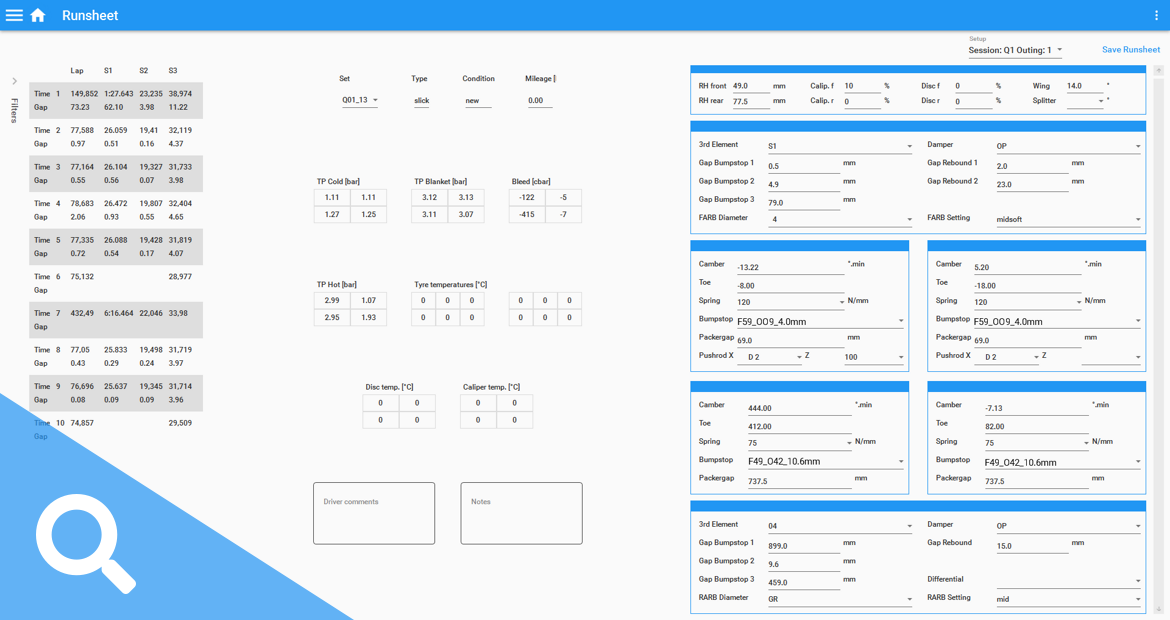 Runsheet
Setup
Session: Q1 Outing: 1
Save Runsheet
Filters
Lap S1 S2 S3
Time 1 149,852 1:27.643 23,235 38,974
Gap 73.23 62.10 3.98 11.22
Time 2 77,588 26.059 19,41 32,119
Gap 0.97 0.51 0.16 4.37
Time 3 77,164 26.104 19,327 31,733
Gap 0.55 0.56 0.07 3.98
Time 4 78,683 26.472 19,807 32,404
Gap 2.06 0.93 0.55 4.65
Time 5 77,335 26.088 19,428 31,819
Gap 0.72 0.54 0.17 4.07
Time 6 75,132 28,977
Gap
Time 7 432,49 6:16.464 22,046 33,98
Gap
Time 8 77,05 25.833 19,498 31,719
Gap 0.43 0.29 0.24 3.97
Time 9 76,696 25.637 19,345 31,714
Gap 0.08 0.09 0.09 3.96
Time 10 74,857 29,509
Gap
Set Type Condition Mileage [
Q01_13 slick new 0.00
TP Cold [bar] TP Blanket [bar] Bleed [cbar]
1.11 1.11 3.12 3.13 -122 -5
1.27 1.25 3.11 3.07 -415 -7
TP Hot [bar] Tyre temperatures [°C]
2.99 1.07 0 0 0 0 0 0
2.95 1.93 0 0 0 0 0 0
Disc temp. [°C] Caliper temp. [°C]
0 0 0 0
0 0 0 0
Driver comments Notes
RH front 49.0 mm Calip. f 10 % Disc f 0 % Wing 14.0 °
RH rear 77.5 mm Calip. r 0 % Disc r 0 % Splitter °
3rd Element S1 Damper OP
Gap Bumpstop 1 0.5 mm Gap Rebound 1 2.0 mm
Gap Bumpstop 2 4.9 mm Gap Rebound 2 23.0 mm
Gap Bumpstop 3 79.0 mm
FARB Diameter 4 FARB Setting midsoft
Camber -13.22 °.min
Toe -8.00
Spring 120 N/mm
Bumpstop F59_OO9_4.0mm
Packergap 69.0 mm
Pushrod X D 2 Z 100
Camber 5.20 °.min
Toe -18.00
Spring 120 N/mm
Bumpstop F59_OO9_4.0mm
Packergap 69.0 mm
Pushrod X D 2 Z
Camber 444.00 °.min
Toe 412.00
Spring 75 N/mm
Bumpstop F49_O42_10.6mm
Packergap 737.5 mm
Camber -7.13 °.min
Toe 82.00
Spring 75 N/mm
Bumpstop F49_O42_10.6mm
Packergap 737.5 mm
3rd Element 04 Damper OP
Gap Bumpstop 1 899.0 mm Gap Rebound 15.0 mm
Gap Bumpstop 2 9.6 mm
Gap Bumpstop 3 459.0 mm Differential
RARB Diameter GR RARB Setting mid